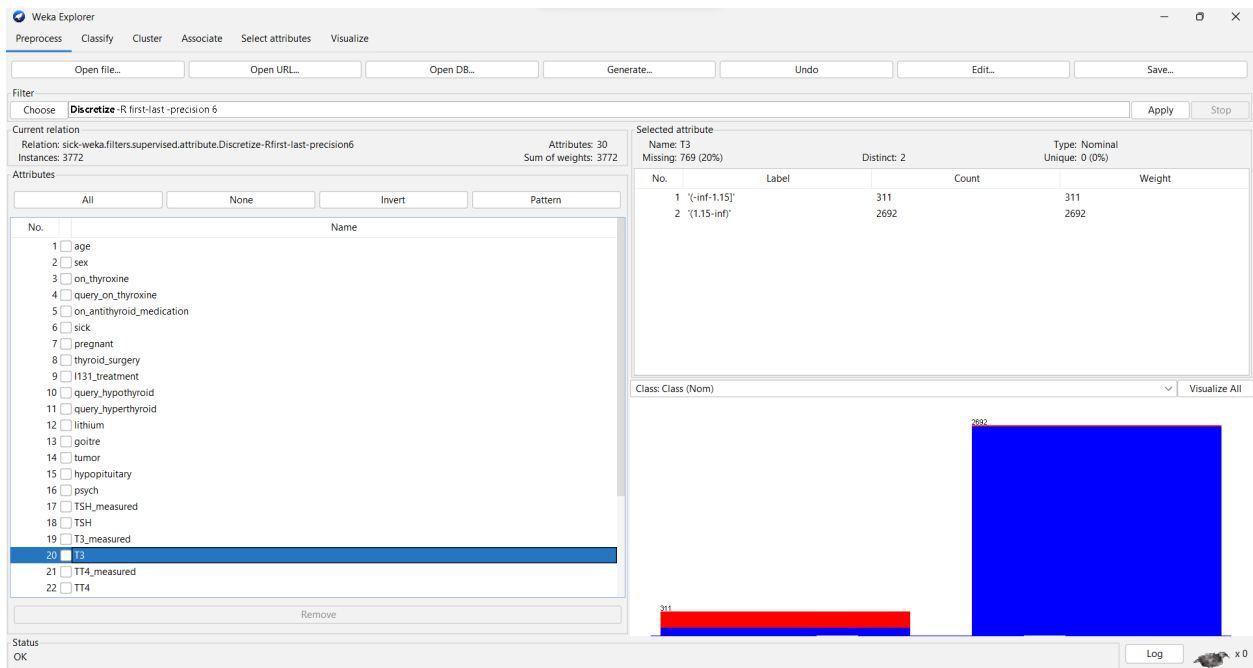 Weka Explorer
Preprocess Classify Cluster Associate Select attributes Visualize
Open file... Open URL... Open DB... Generate... Undo Edit... Save...
Filter
Choose Discretize -R first-last -precision 6 Apply Stop
Current relation
Relation: sick-weka.filters.supervised.attribute.Discretize-Rfirst-last-precision6 Attributes: 30
Instances: 3772 Sum of weights: 3772
Attributes
All None Invert Pattern
No. Name
1 age
2 sex
3 on_thyroxine
4 query_on_thyroxine
5 on_antithyroid_medication
6 sick
7 pregnant
8 thyroid_surgery
9 I131_treatment
10 query_hypothyroid
11 query_hyperthyroid
12 lithium
13 goitre
14 tumor
15 hypopituitary
16 psych
17 TSH_measured
18 TSH
19 T3_measured
20 T3
21 TT4_measured
22 TT4
Remove
Selected attribute
Name: T3 Type: Nominal
Missing: 769 (20%) Distinct: 2 Unique: 0 (0%)
No. Label Count Weight
1 '(-inf-1.15]' 311 311
2 '(1.15-inf)' 2692 2692
Class: Class (Nom) Visualize All
2692
311
Status
OK
Log x 0